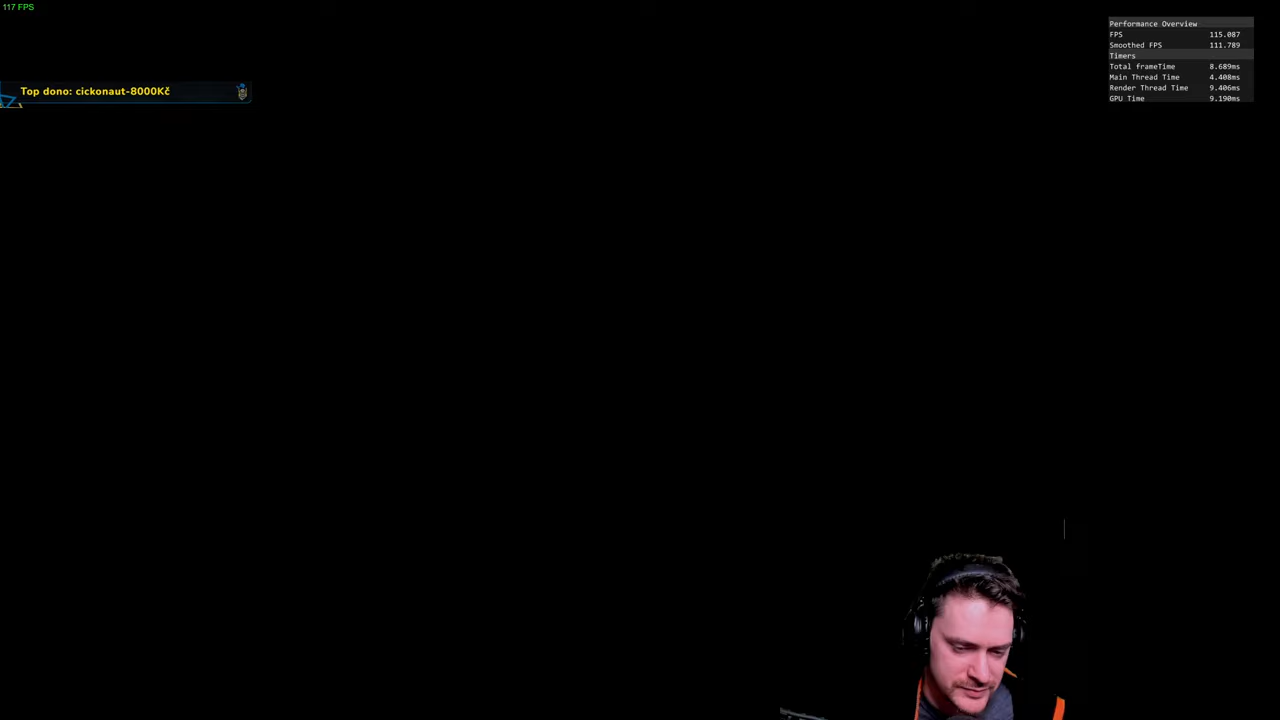 117 FPS
Performance Overview
FPS 115.087
Smoothed FPS 111.789
Timers
Total frameTime 8.689ms
Main Thread Time 4.408ms
Render Thread Time 9.406ms
GPU Time 9.190ms
Top dono: cickonaut-8000Kč